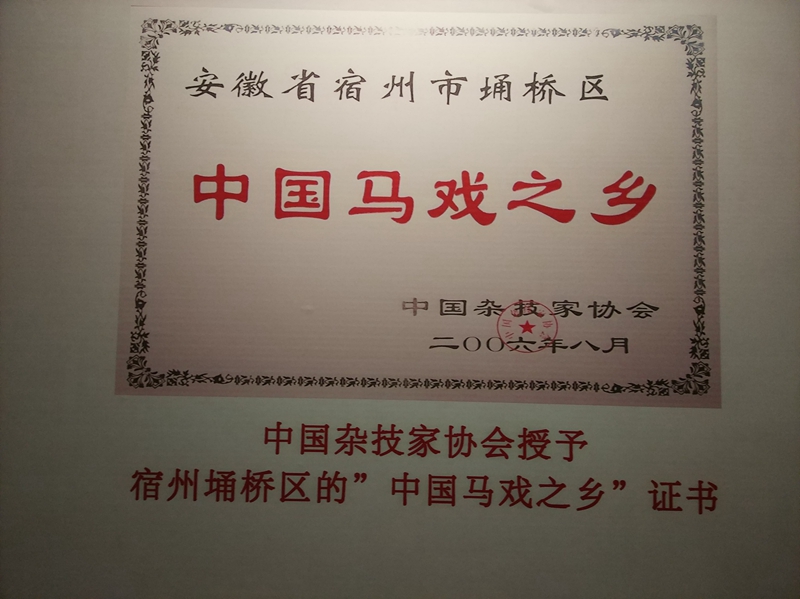 安徽省宿州市埇桥区
中国马戏之乡
中国杂技家协会
二〇〇六年八月
中国杂技家协会授予
宿州埇桥区的”中国马戏之乡”证书